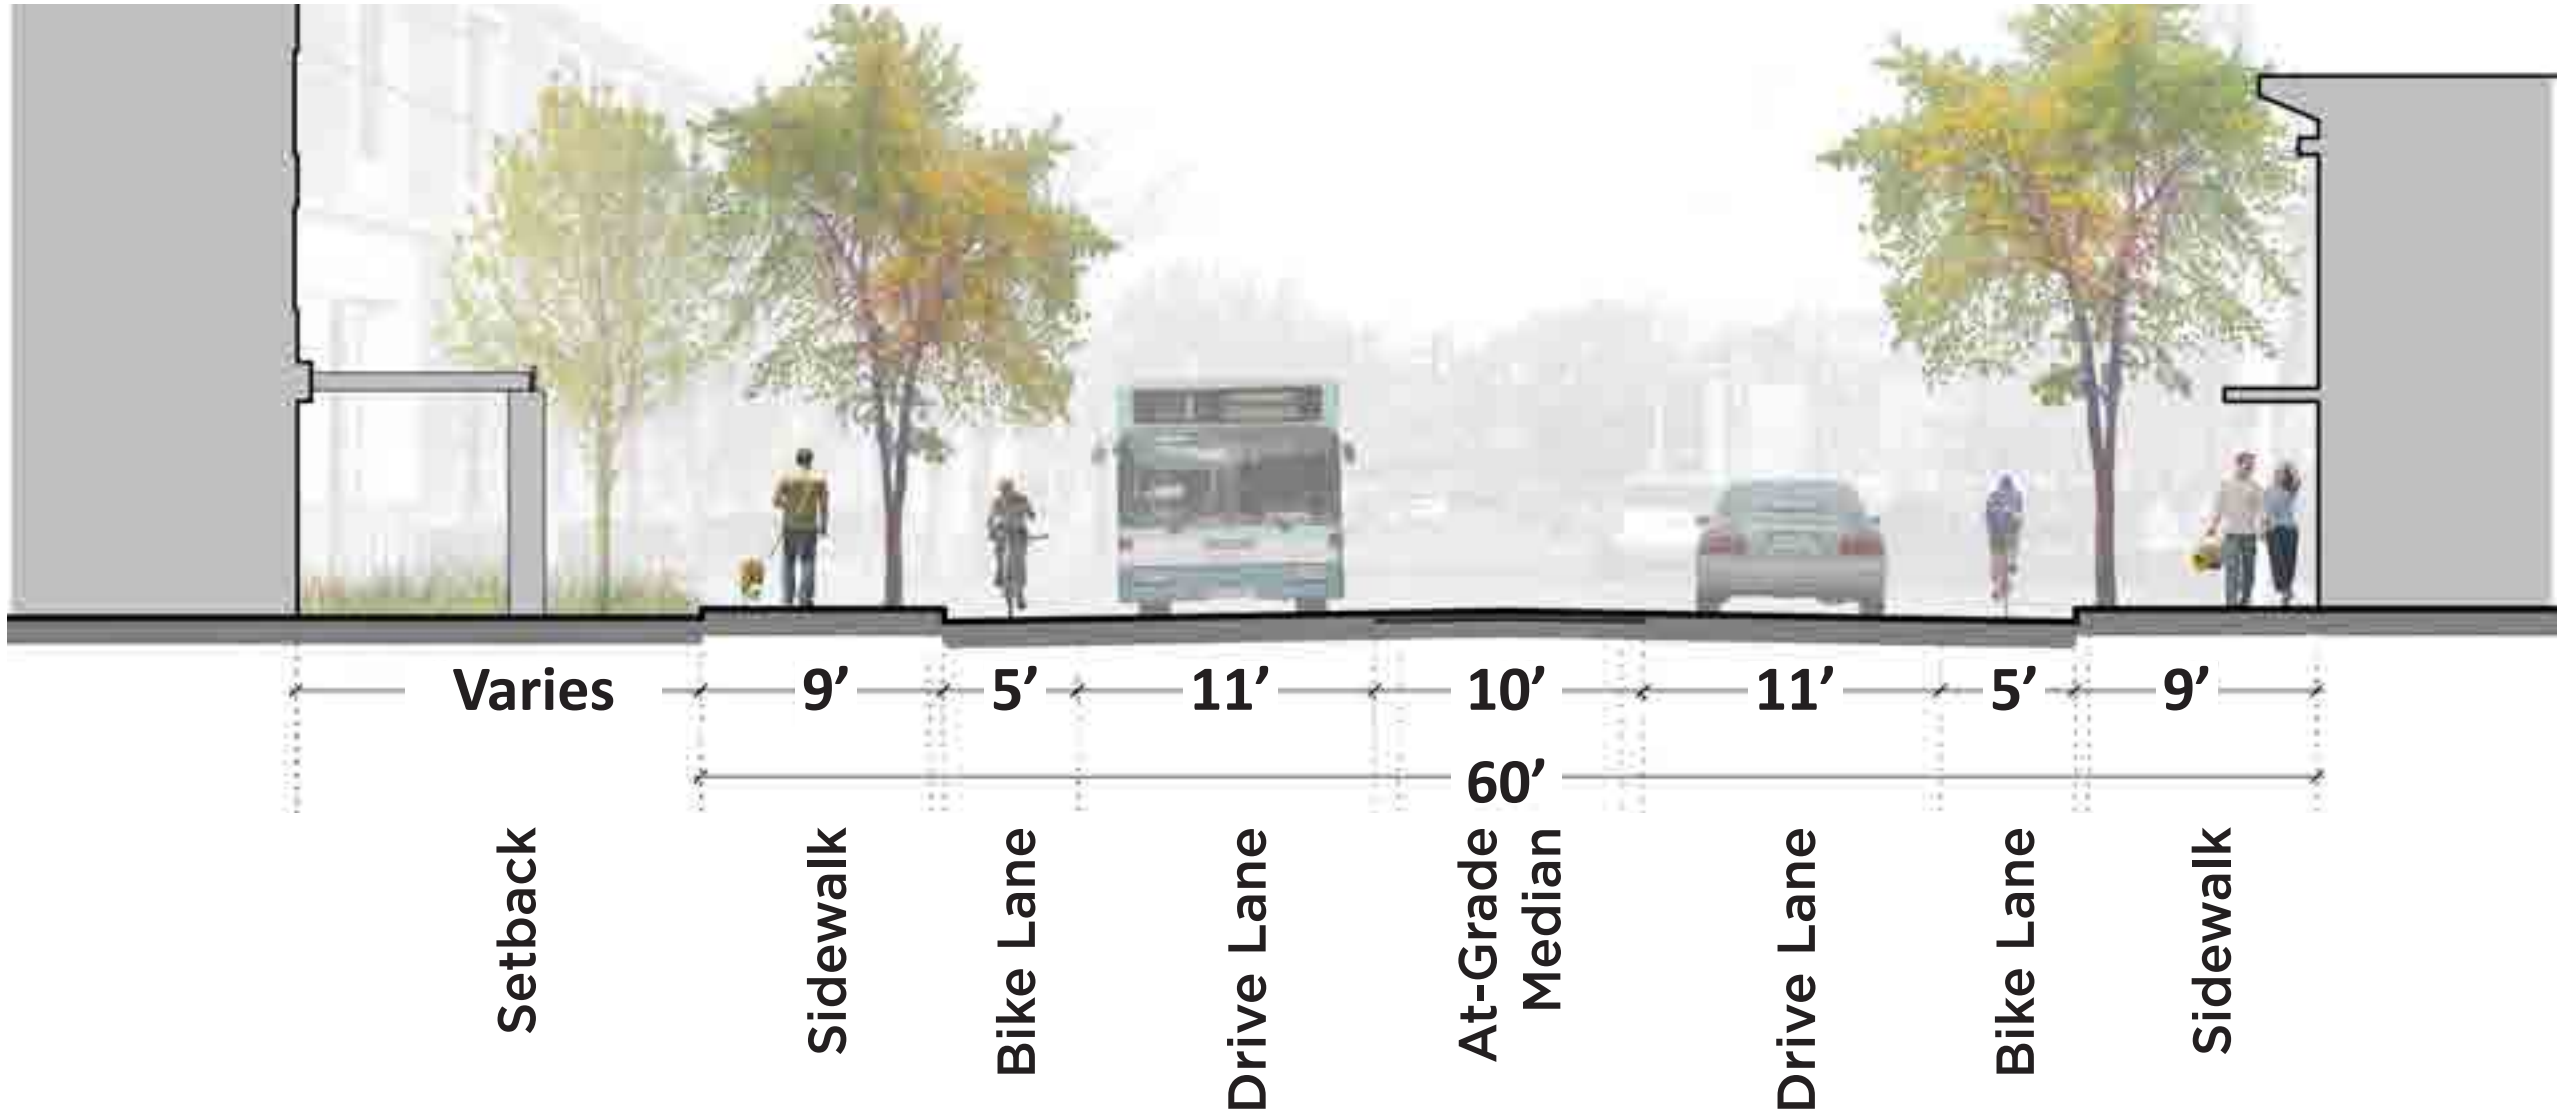 Varies 9’ 5’ 11’ 10’ 11’ 5’ 9’
60’
Setback
Sidewalk
Bike Lane
Drive Lane
At-Grade
Median
Drive Lane
Bike Lane
Sidewalk